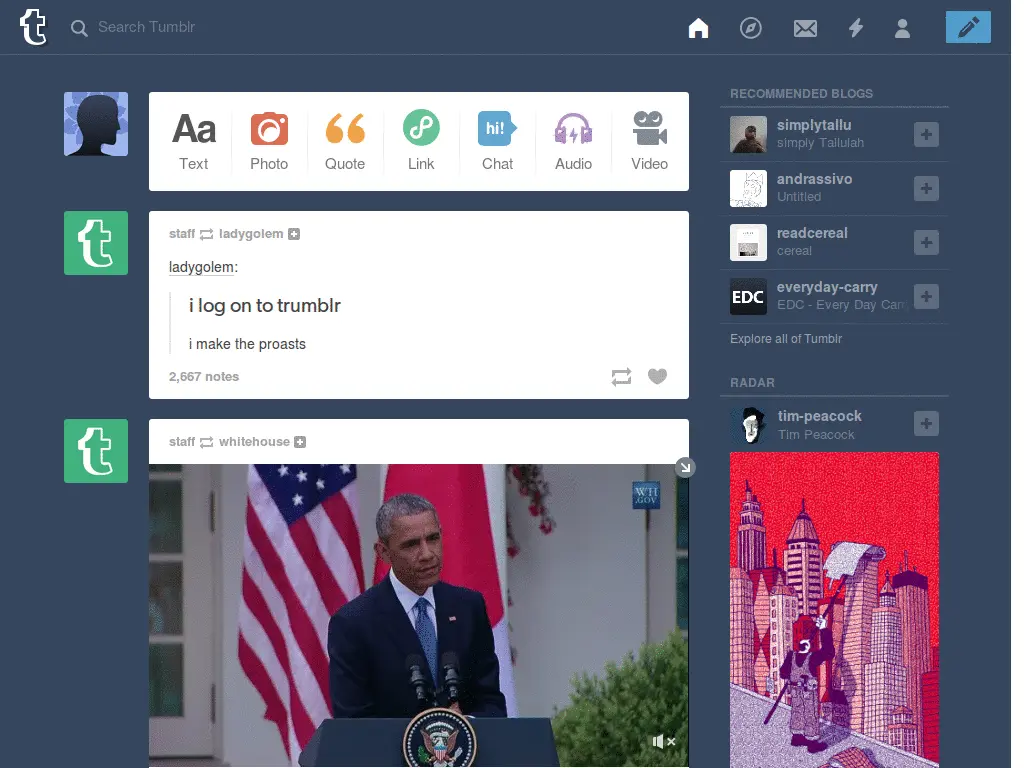 t
Search Tumblr
Aa
hi!
Text
Photo
Quote
Link
Chat
Audio
Video
t
staff ladygolem
ladygolem:
i log on to trumblr
i make the proasts
2,667 notes
t
staff whitehouse
WH
.GOV
RECOMMENDED BLOGS
simplytallu
simply Tallulah
andrassivo
Untitled
readcereal
cereal
EDC
everyday-carry
EDC - Every Day Carr
Explore all of Tumblr
RADAR
tim-peacock
Tim Peacock